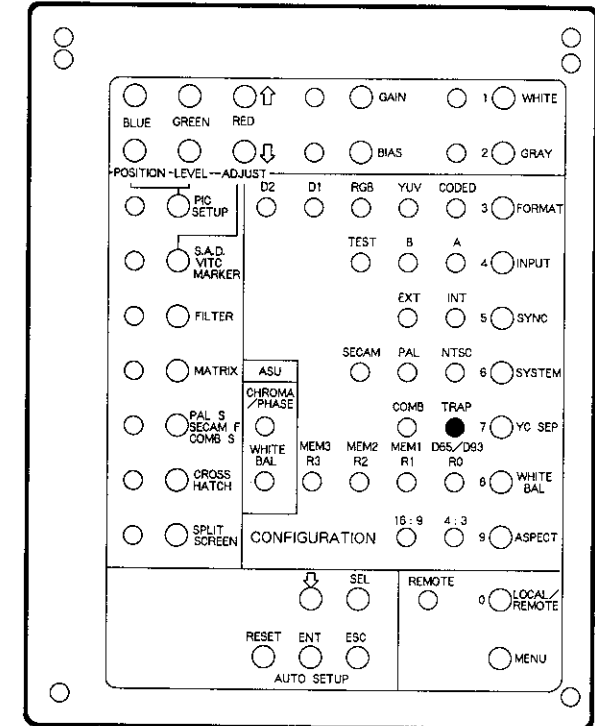 GAIN 1 WHITE
BLUE GREEN RED
BIAS 2 GRAY
POSITION - LEVEL - ADJUST
D2 D1 RGB YUV CODED
PIC SETUP 3 FORMAT
TEST B A
S.A.D. VITC MARKER 4 INPUT
EXT INT
FILTER 5 SYNC
SECAM PAL NTSC
MATRIX ASU 6 SYSTEM
CHROMA /PHASE
COMB TRAP
PAL S SECAM F COMB S 7 YC SEP
WHITE BAL MEM3 MEM2 MEM1 D65/D93
R3 R2 R1 R0
CROSS HATCH 8 WHITE BAL
16:9 4:3
SPLIT SCREEN CONFIGURATION 9 ASPECT
SEL REMOTE
0 LOCAL/ REMOTE
RESET ENT ESC
MENU
AUTO SETUP